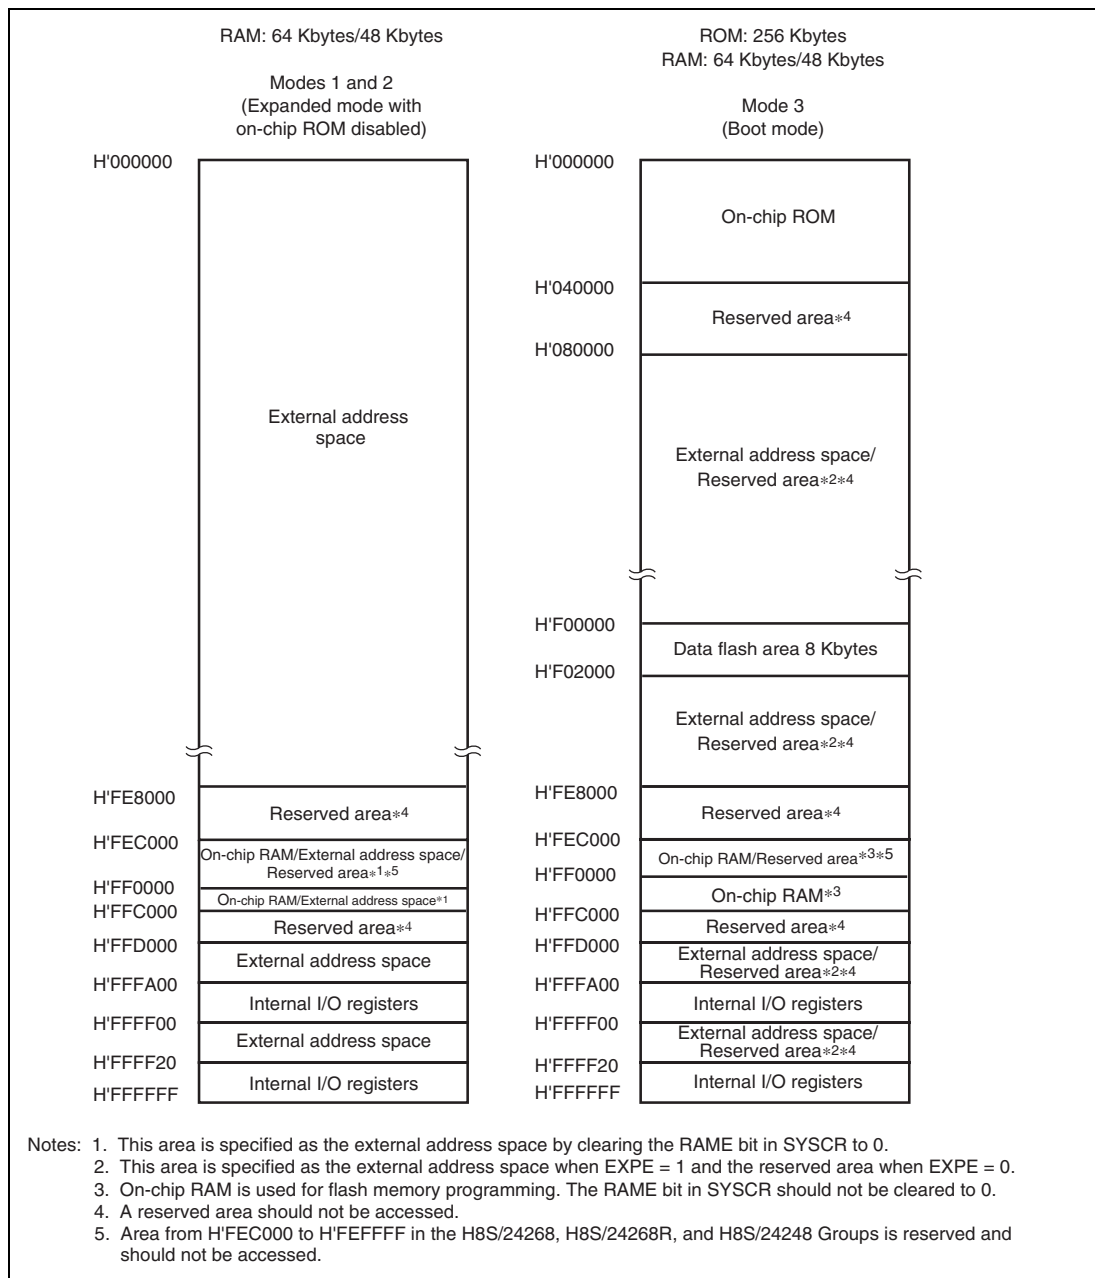 RAM: 64 Kbytes/48 Kbytes
Modes 1 and 2
(Expanded mode with
on-chip ROM disabled)
H'000000
External address
space
H'FE8000
Reserved area*4
H'FEC000
On-chip RAM/External address space/
Reserved area*1*5
H'FF0000
On-chip RAM/External address space*1
H'FFC000
Reserved area*4
H'FFD000
External address space
H'FFFA00
Internal I/O registers
H'FFFF00
External address space
H'FFFF20
Internal I/O registers
H'FFFFFF
ROM: 256 Kbytes
RAM: 64 Kbytes/48 Kbytes
Mode 3
(Boot mode)
H'000000
On-chip ROM
H'040000
Reserved area*4
H'080000
External address space/
Reserved area*2*4
H'F00000
Data flash area 8 Kbytes
H'F02000
External address space/
Reserved area*2*4
H'FE8000
Reserved area*4
H'FEC000
On-chip RAM/Reserved area*3*5
H'FF0000
On-chip RAM*3
H'FFC000
Reserved area*4
H'FFD000
External address space/
Reserved area*2*4
H'FFFA00
Internal I/O registers
H'FFFF00
External address space/
Reserved area*2*4
H'FFFF20
Internal I/O registers
H'FFFFFF
Notes: 1. This area is specified as the external address space by clearing the RAME bit in SYSCR to 0.
2. This area is specified as the external address space when EXPE = 1 and the reserved area when EXPE = 0.
3. On-chip RAM is used for flash memory programming. The RAME bit in SYSCR should not be cleared to 0.
4. A reserved area should not be accessed.
5. Area from H'FEC000 to H'FEFFFF in the H8S/24268, H8S/24268R, and H8S/24248 Groups is reserved and
should not be accessed.